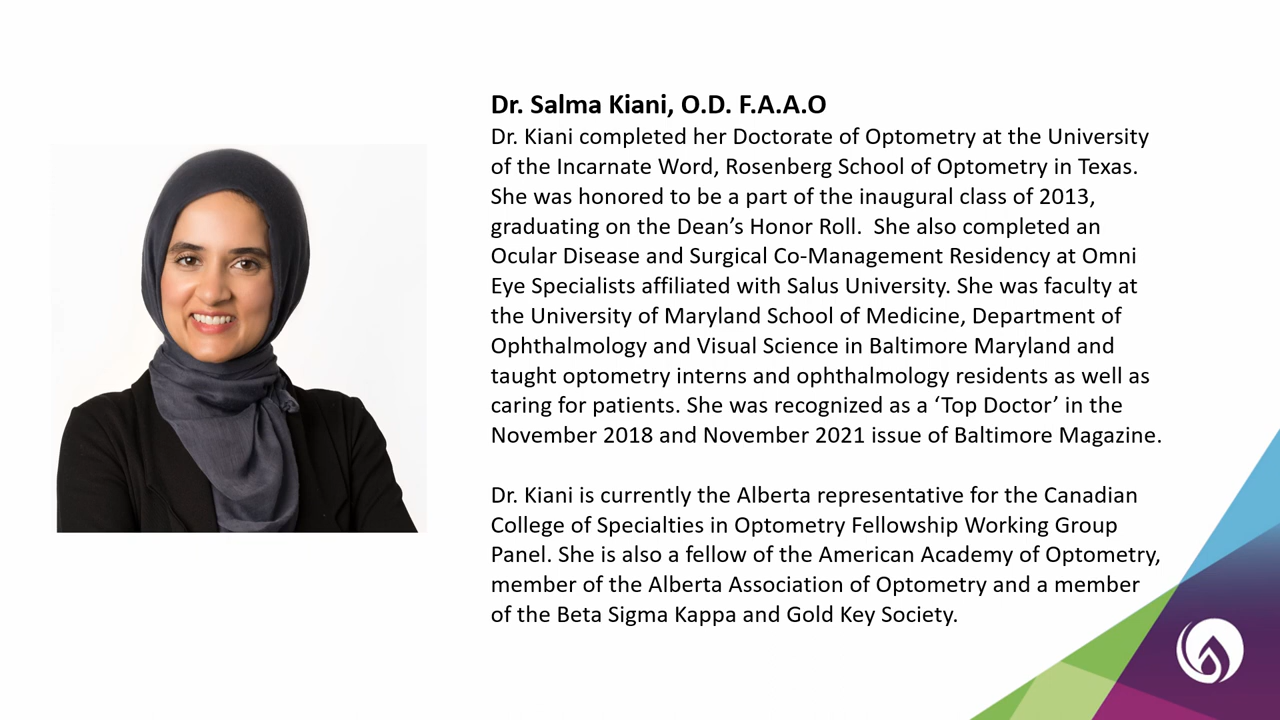 Dr. Salma Kiani, O.D. F.A.A.O
Dr. Kiani completed her Doctorate of Optometry at the University
of the Incarnate Word, Rosenberg School of Optometry in Texas.
She was honored to be a part of the inaugural class of 2013,
graduating on the Dean’s Honor Roll.  She also completed an
Ocular Disease and Surgical Co-Management Residency at Omni
Eye Specialists affiliated with Salus University. She was faculty at
the University of Maryland School of Medicine, Department of
Ophthalmology and Visual Science in Baltimore Maryland and
taught optometry interns and ophthalmology residents as well as
caring for patients. She was recognized as a ‘Top Doctor’ in the
November 2018 and November 2021 issue of Baltimore Magazine.
Dr. Kiani is currently the Alberta representative for the Canadian
College of Specialties in Optometry Fellowship Working Group
Panel. She is also a fellow of the American Academy of Optometry,
member of the Alberta Association of Optometry and a member
of the Beta Sigma Kappa and Gold Key Society.